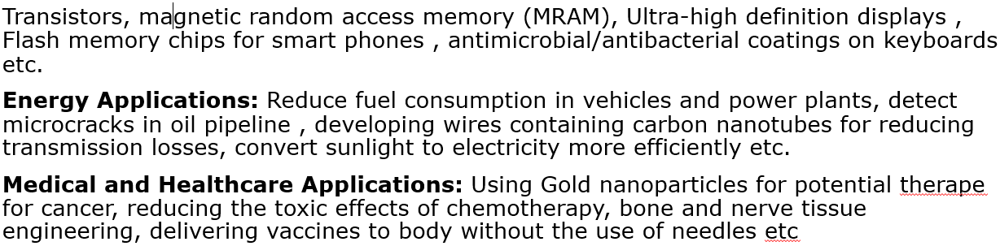 Transistors, magnetic random access memory (MRAM), Ultra-high definition displays ,
Flash memory chips for smart phones , antimicrobial/antibacterial coatings on keyboards
etc.
Energy Applications: Reduce fuel consumption in vehicles and power plants, detect
microcracks in oil pipeline , developing wires containing carbon nanotubes for reducing
transmission losses, convert sunlight to electricity more efficiently etc.
Medical and Healthcare Applications: Using Gold nanoparticles for potential therape
for cancer, reducing the toxic effects of chemotherapy, bone and nerve tissue
engineering, delivering vaccines to body without the use of needles etc